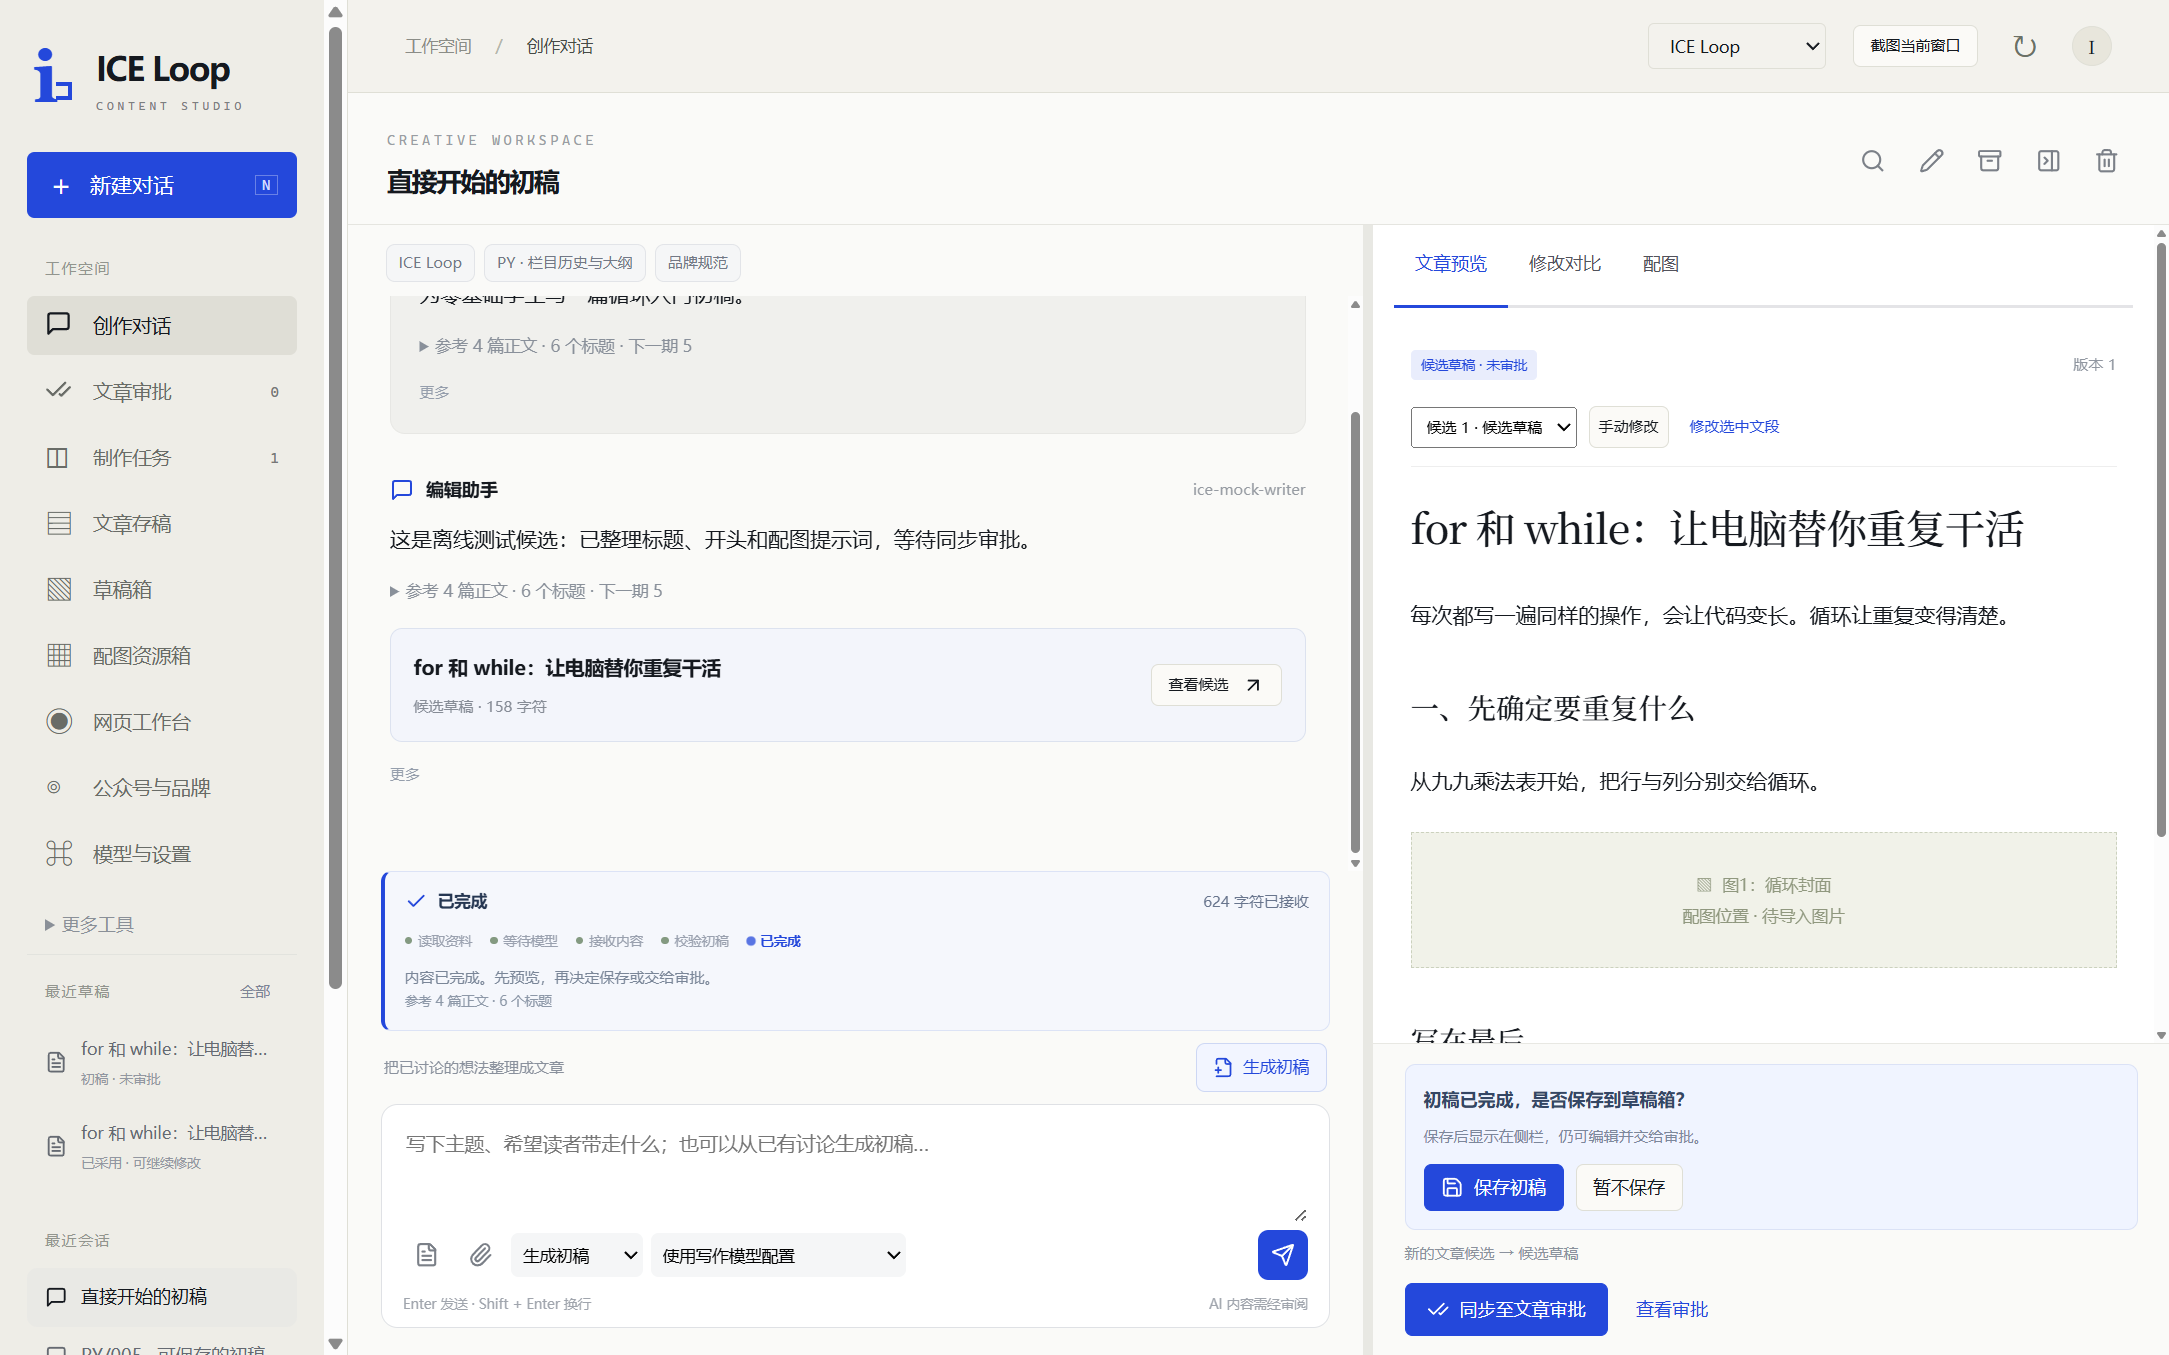 ICE Loop
CONTENT STUDIO
+ 新建对话 N
工作空间
创作对话
文章审批 0
制作任务 1
文章存稿
草稿箱
配图资源箱
网页工作台
公众号与品牌
模型与设置
更多工具
最近草稿 全部
for 和 while：让电脑替...
初稿 · 未审批
for 和 while：让电脑替...
已采用 · 可继续修改
最近会话
直接开始的初稿
工作空间 / 创作对话
ICE Loop
截图当前窗口
I
CREATIVE WORKSPACE
直接开始的初稿
ICE Loop
PY · 栏目历史与大纲
品牌规范
参考 4 篇正文 · 6 个标题 · 下一期 5
更多
编辑助手 ice-mock-writer
这是离线测试候选：已整理标题、开头和配图提示词，等待同步审批。
参考 4 篇正文 · 6 个标题 · 下一期 5
for 和 while：让电脑替你重复干活
候选草稿 · 158 字符
查看候选
更多
已完成 624 字符已接收
读取资料 等待模型 接收内容 校验初稿 已完成
内容已完成。先预览，再决定保存或交给审批。
参考 4 篇正文 · 6 个标题
把已讨论的想法整理成文章
生成初稿
写下主题、希望读者带走什么；也可以从已有讨论生成初稿...
生成初稿
使用写作模型配置
Enter 发送 · Shift + Enter 换行
AI 内容需经审阅
文章预览 修改对比 配图
候选草稿 · 未审批 版本 1
候选 1 · 候选草稿
手动修改
修改选中文段
for 和 while：让电脑替你重复干活
每次都写一遍同样的操作，会让代码变长。循环让重复变得清楚。
一、先确定要重复什么
从九九乘法表开始，把行与列分别交给循环。
图1：循环封面
配图位置 · 待导入图片
写在最后
初稿已完成，是否保存到草稿箱？
保存后显示在侧栏，仍可编辑并交给审批。
保存初稿
暂不保存
新的文章候选 → 候选草稿
同步至文章审批
查看审批